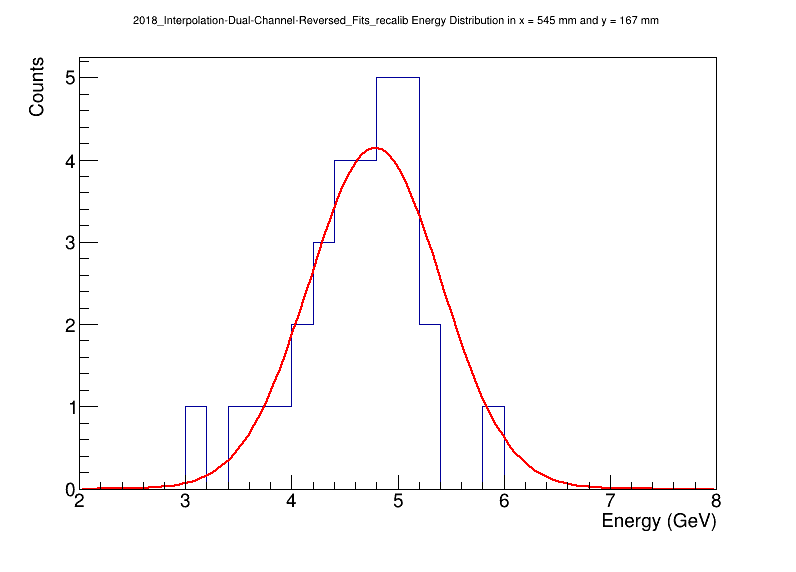 2018_Interpolation-Dual-Channel-Reversed_Fits_recalib Energy Distribution in x = 545 mm and y = 167 mm
Counts
5
4
3
2
1
0
2 3 4 5 6 7 8
Energy (GeV)